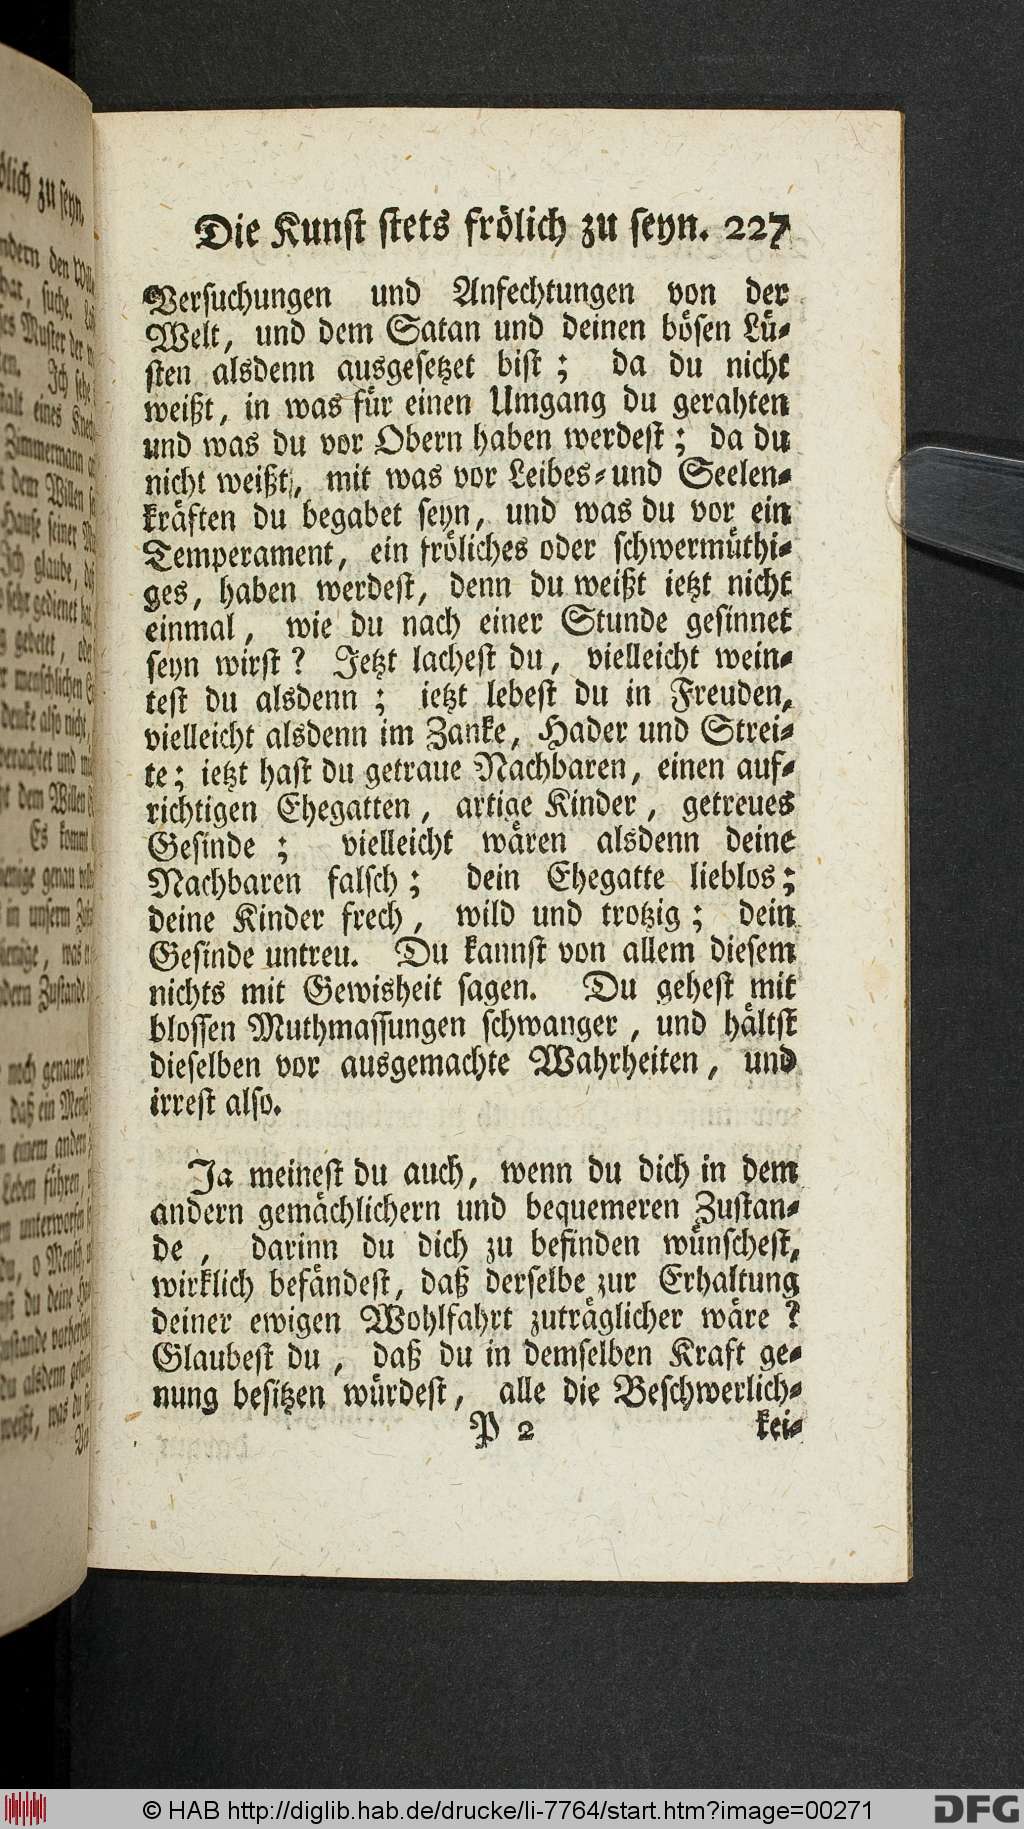 Die Kunst stets frölich zu seyn. 227
Versuchungen und Anfechtungen von der
Welt, und dem Satan und deinen bösen Lü-
sten alsdenn ausgesetzet bist; da du nicht
weißt, in was für einen Umgang du gerahten
und was du vor Obern haben werdest; da du
nicht weißt, mit was vor Leibes- und Seelen-
kräften du begabet seyn, und was du vor ein
Temperament, ein fröliches oder schwermüthi-
ges, haben werdest, denn du weißt ietzt nicht
einmal, wie du nach einer Stunde gesinnet
seyn wirst? Jetzt lachest du, vielleicht wein-
test du alsdenn; ietzt lebest du in Freuden,
vielleicht alsdenn im Zanke, Hader und Strei-
te; ietzt hast du getraue Nachbaren, einen auf-
richtigen Ehegatten, artige Kinder, getreues
Gesinde; vielleicht wären alsdenn deine
Nachbaren falsch; dein Ehegatte lieblos;
deine Kinder frech, wild und trotzig; dein
Gesinde untreu. Du kannst von allem diesem
nichts mit Gewisheit sagen. Du gehest mit
blossen Muthmassungen schwanger, und hältst
dieselben vor ausgemachte Wahrheiten, und
irrest also.
Ja meinest du auch, wenn du dich in dem
andern gemächlichern und bequemeren Zustan-
de, darinn du dich zu befinden wünschest,
wirklich befändest, daß derselbe zur Erhaltung
deiner ewigen Wohlfahrt zuträglicher wäre?
Glaubest du, daß du in demselben Kraft ge-
nung besitzen würdest, alle die Beschwerlich-
P 2 kei-
© HAB http://diglib.hab.de/drucke/li-7764/start.htm?image=00271
DFG